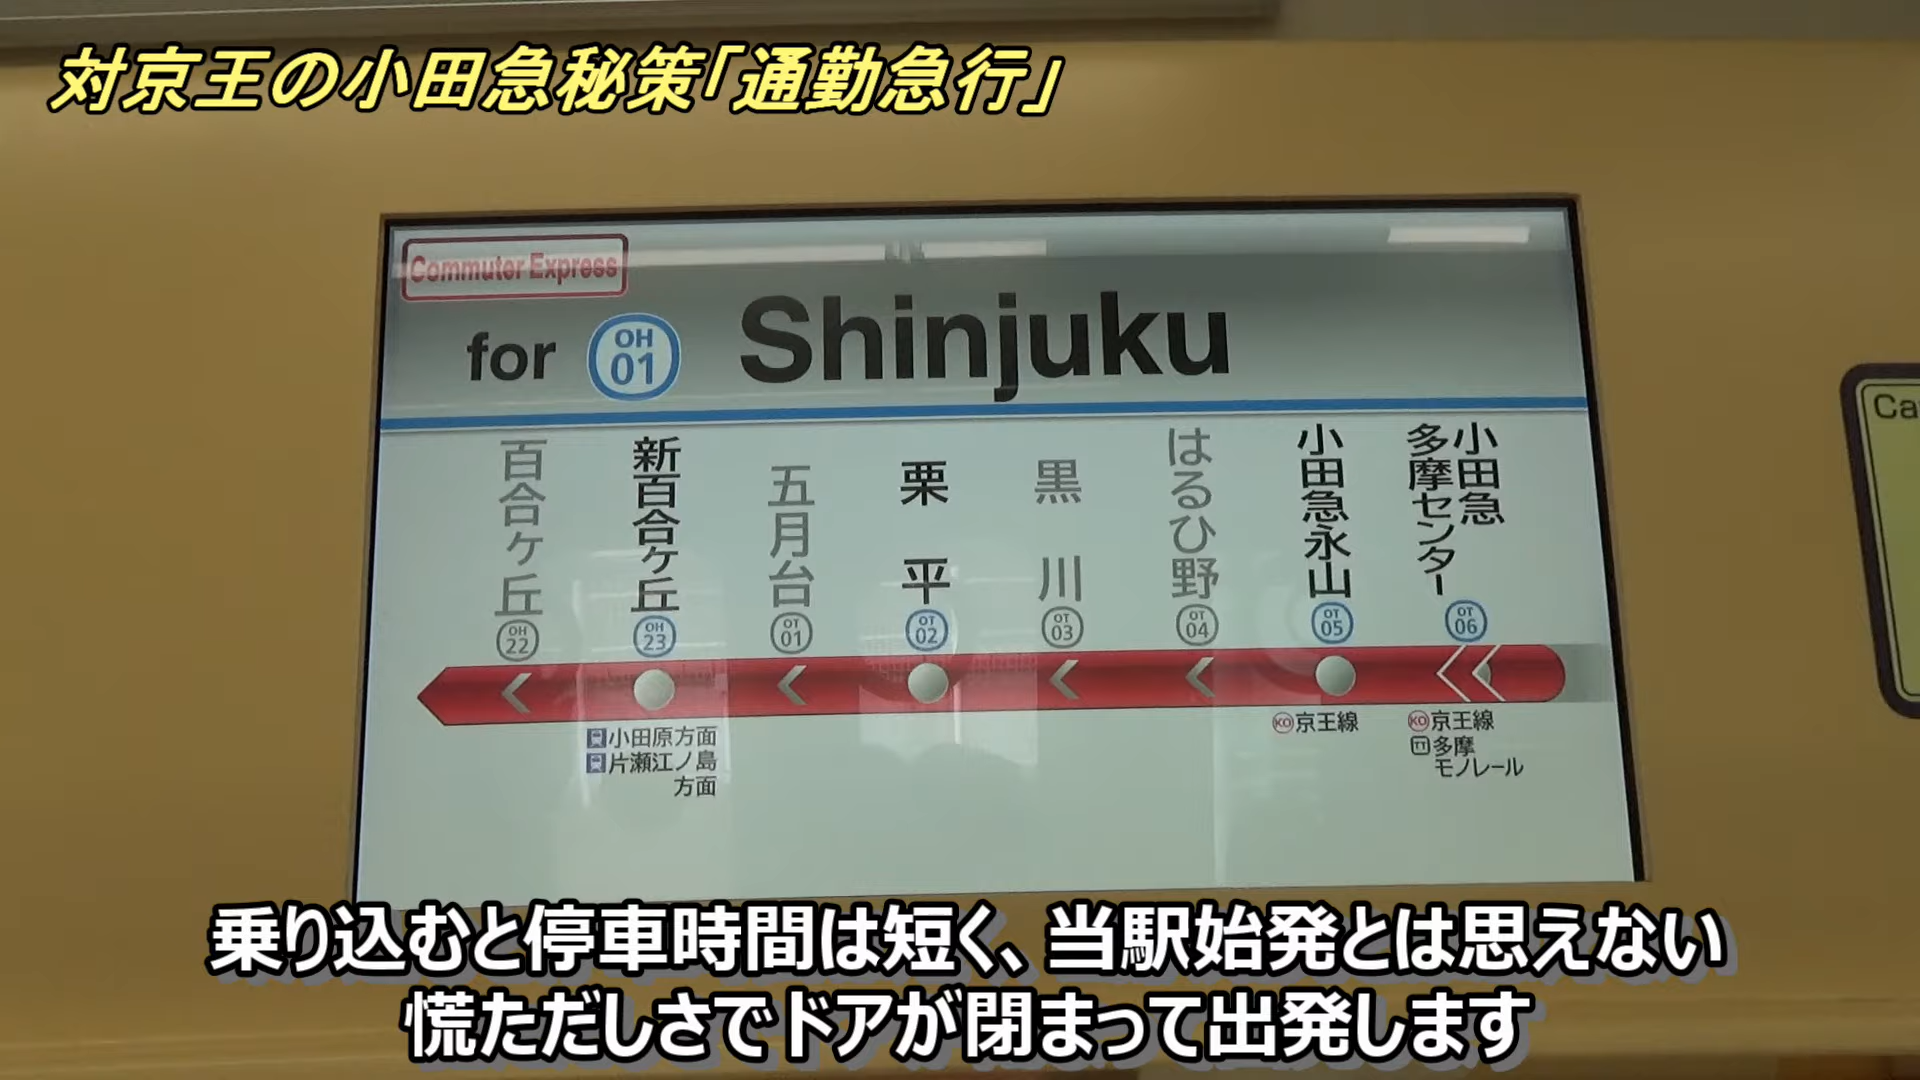 対京王の小田急秘策「通勤急行」
Commuter Express
for OH 01 Shinjuku
百合ヶ丘
新百合ヶ丘
五月台
栗平
黒川
はるひ野
小田急永山
小田急
多摩センター
OH 22
OH 23
OT 01
OT 02
OT 03
OT 04
OT 05
OT 06
小田原方面
片瀬江ノ島
方面
KO 京王線
KO 京王線
TT 多摩
モノレール
Ca
乗り込むと停車時間は短く、当駅始発とは思えない
慌ただしさでドアが閉まって出発します